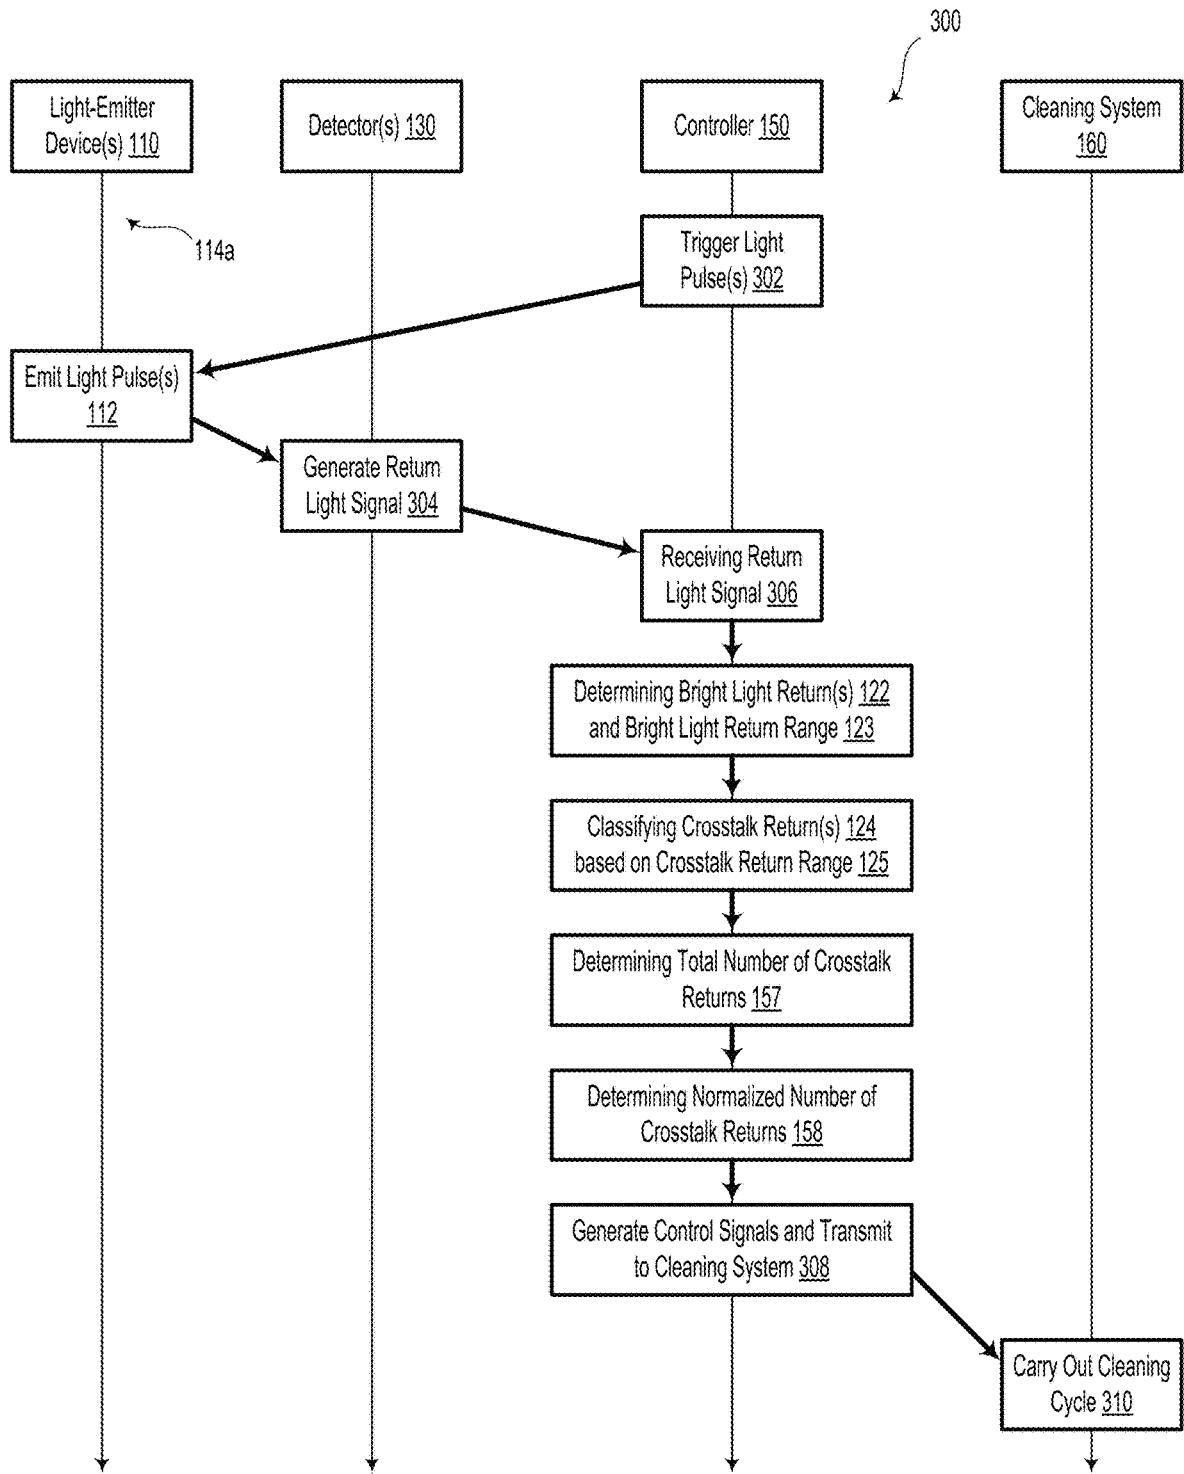 300
Light-Emitter
Device(s) 110
Detector(s) 130
Controller 150
Cleaning System
160
114a
Trigger Light
Pulse(s) 302
Emit Light Pulse(s)
112
Generate Return
Light Signal 304
Receiving Return
Light Signal 306
Determining Bright Light Return(s) 122
and Bright Light Return Range 123
Classifying Crosstalk Return(s) 124
based on Crosstalk Return Range 125
Determining Total Number of Crosstalk
Returns 157
Determining Normalized Number of
Crosstalk Returns 158
Generate Control Signals and Transmit
to Cleaning System 308
Carry Out Cleaning
Cycle 310